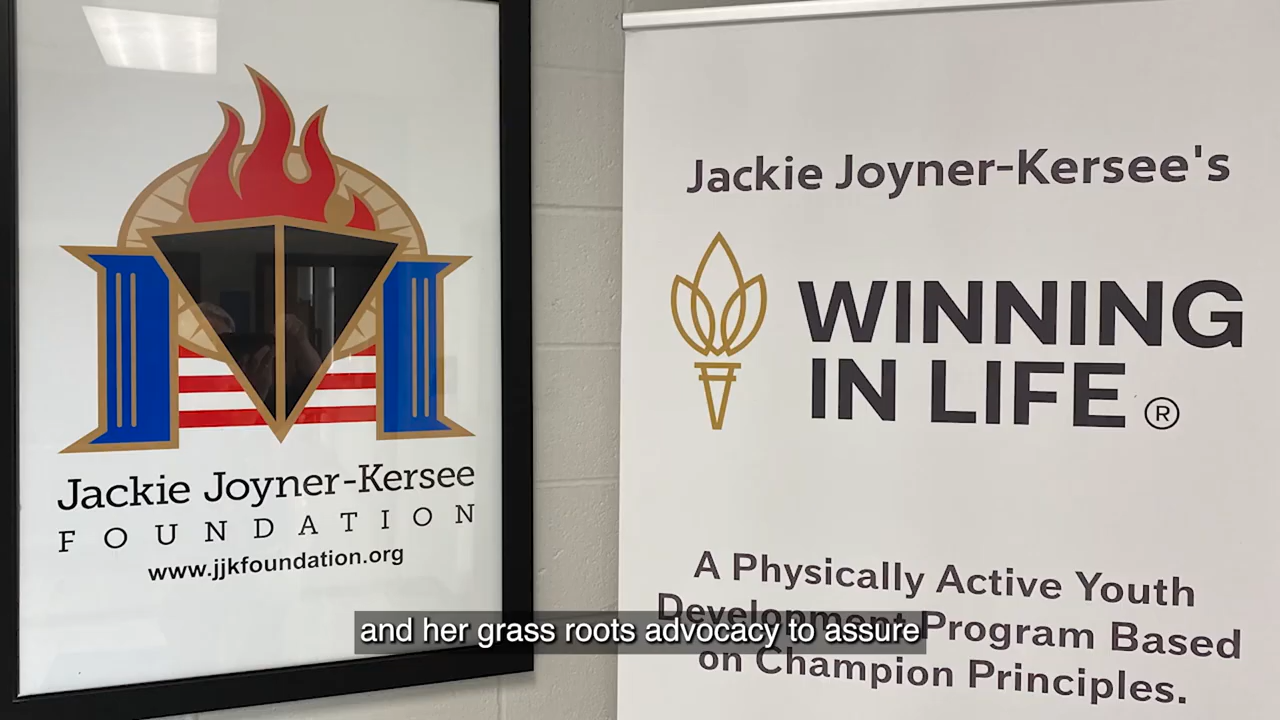 Jackie Joyner-Kersee
FOUNDATION
www.jjkfoundation.org
Jackie Joyner-Kersee's
WINNING
IN LIFE ®
A Physically Active Youth
Development Program Based
on Champion Principles.
and her grass roots advocacy to assure